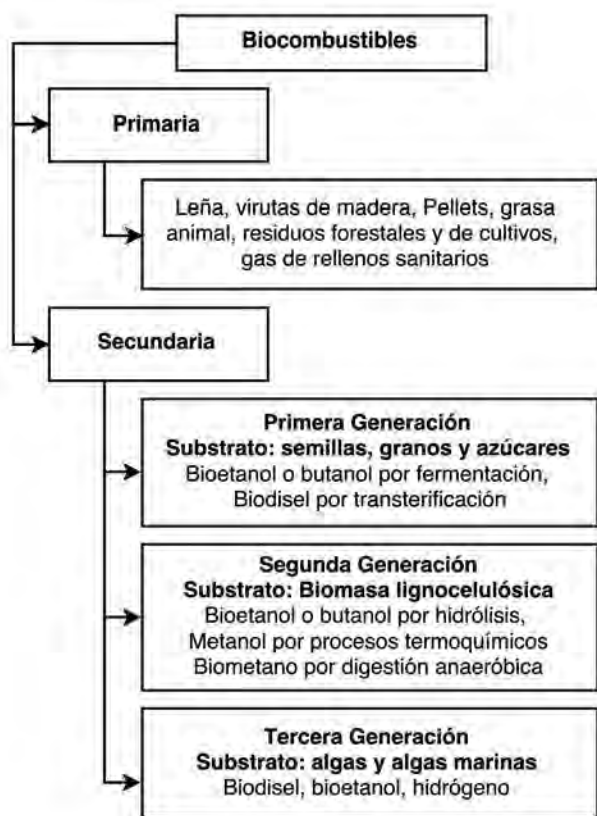 Biocombustibles
Primaria
Leña, virutas de madera, Pellets, grasa
animal, residuos forestales y de cultivos,
gas de rellenos sanitarios
Secundaria
Primera Generación
Substrato: semillas, granos y azúcares
Bioetanol o butanol por fermentación,
Biodisel por transterificación
Segunda Generación
Substrato: Biomasa lignocelulósica
Bioetanol o butanol por hidrólisis,
Metanol por procesos termoquímicos
Biometano por digestión anaeróbica
Tercera Generación
Substrato: algas y algas marinas
Biodisel, bioetanol, hidrógeno